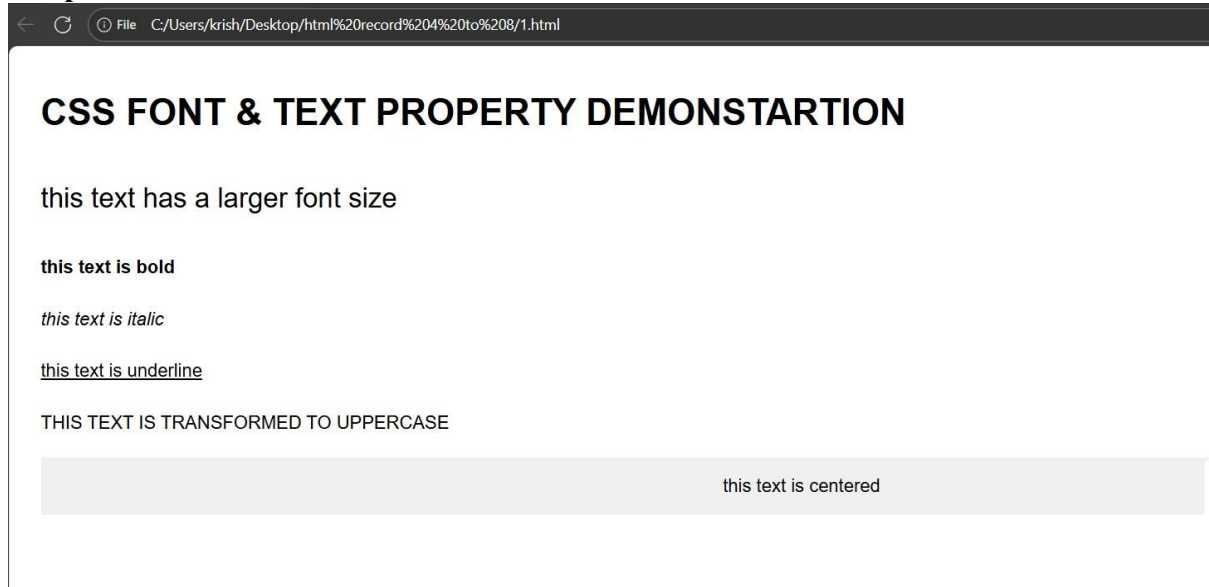 File C:/Users/krish/Desktop/html%20record%204%20to%208/1.html
CSS FONT & TEXT PROPERTY DEMONSTARTION
this text has a larger font size
this text is bold
this text is italic
this text is underline
THIS TEXT IS TRANSFORMED TO UPPERCASE
this text is centered